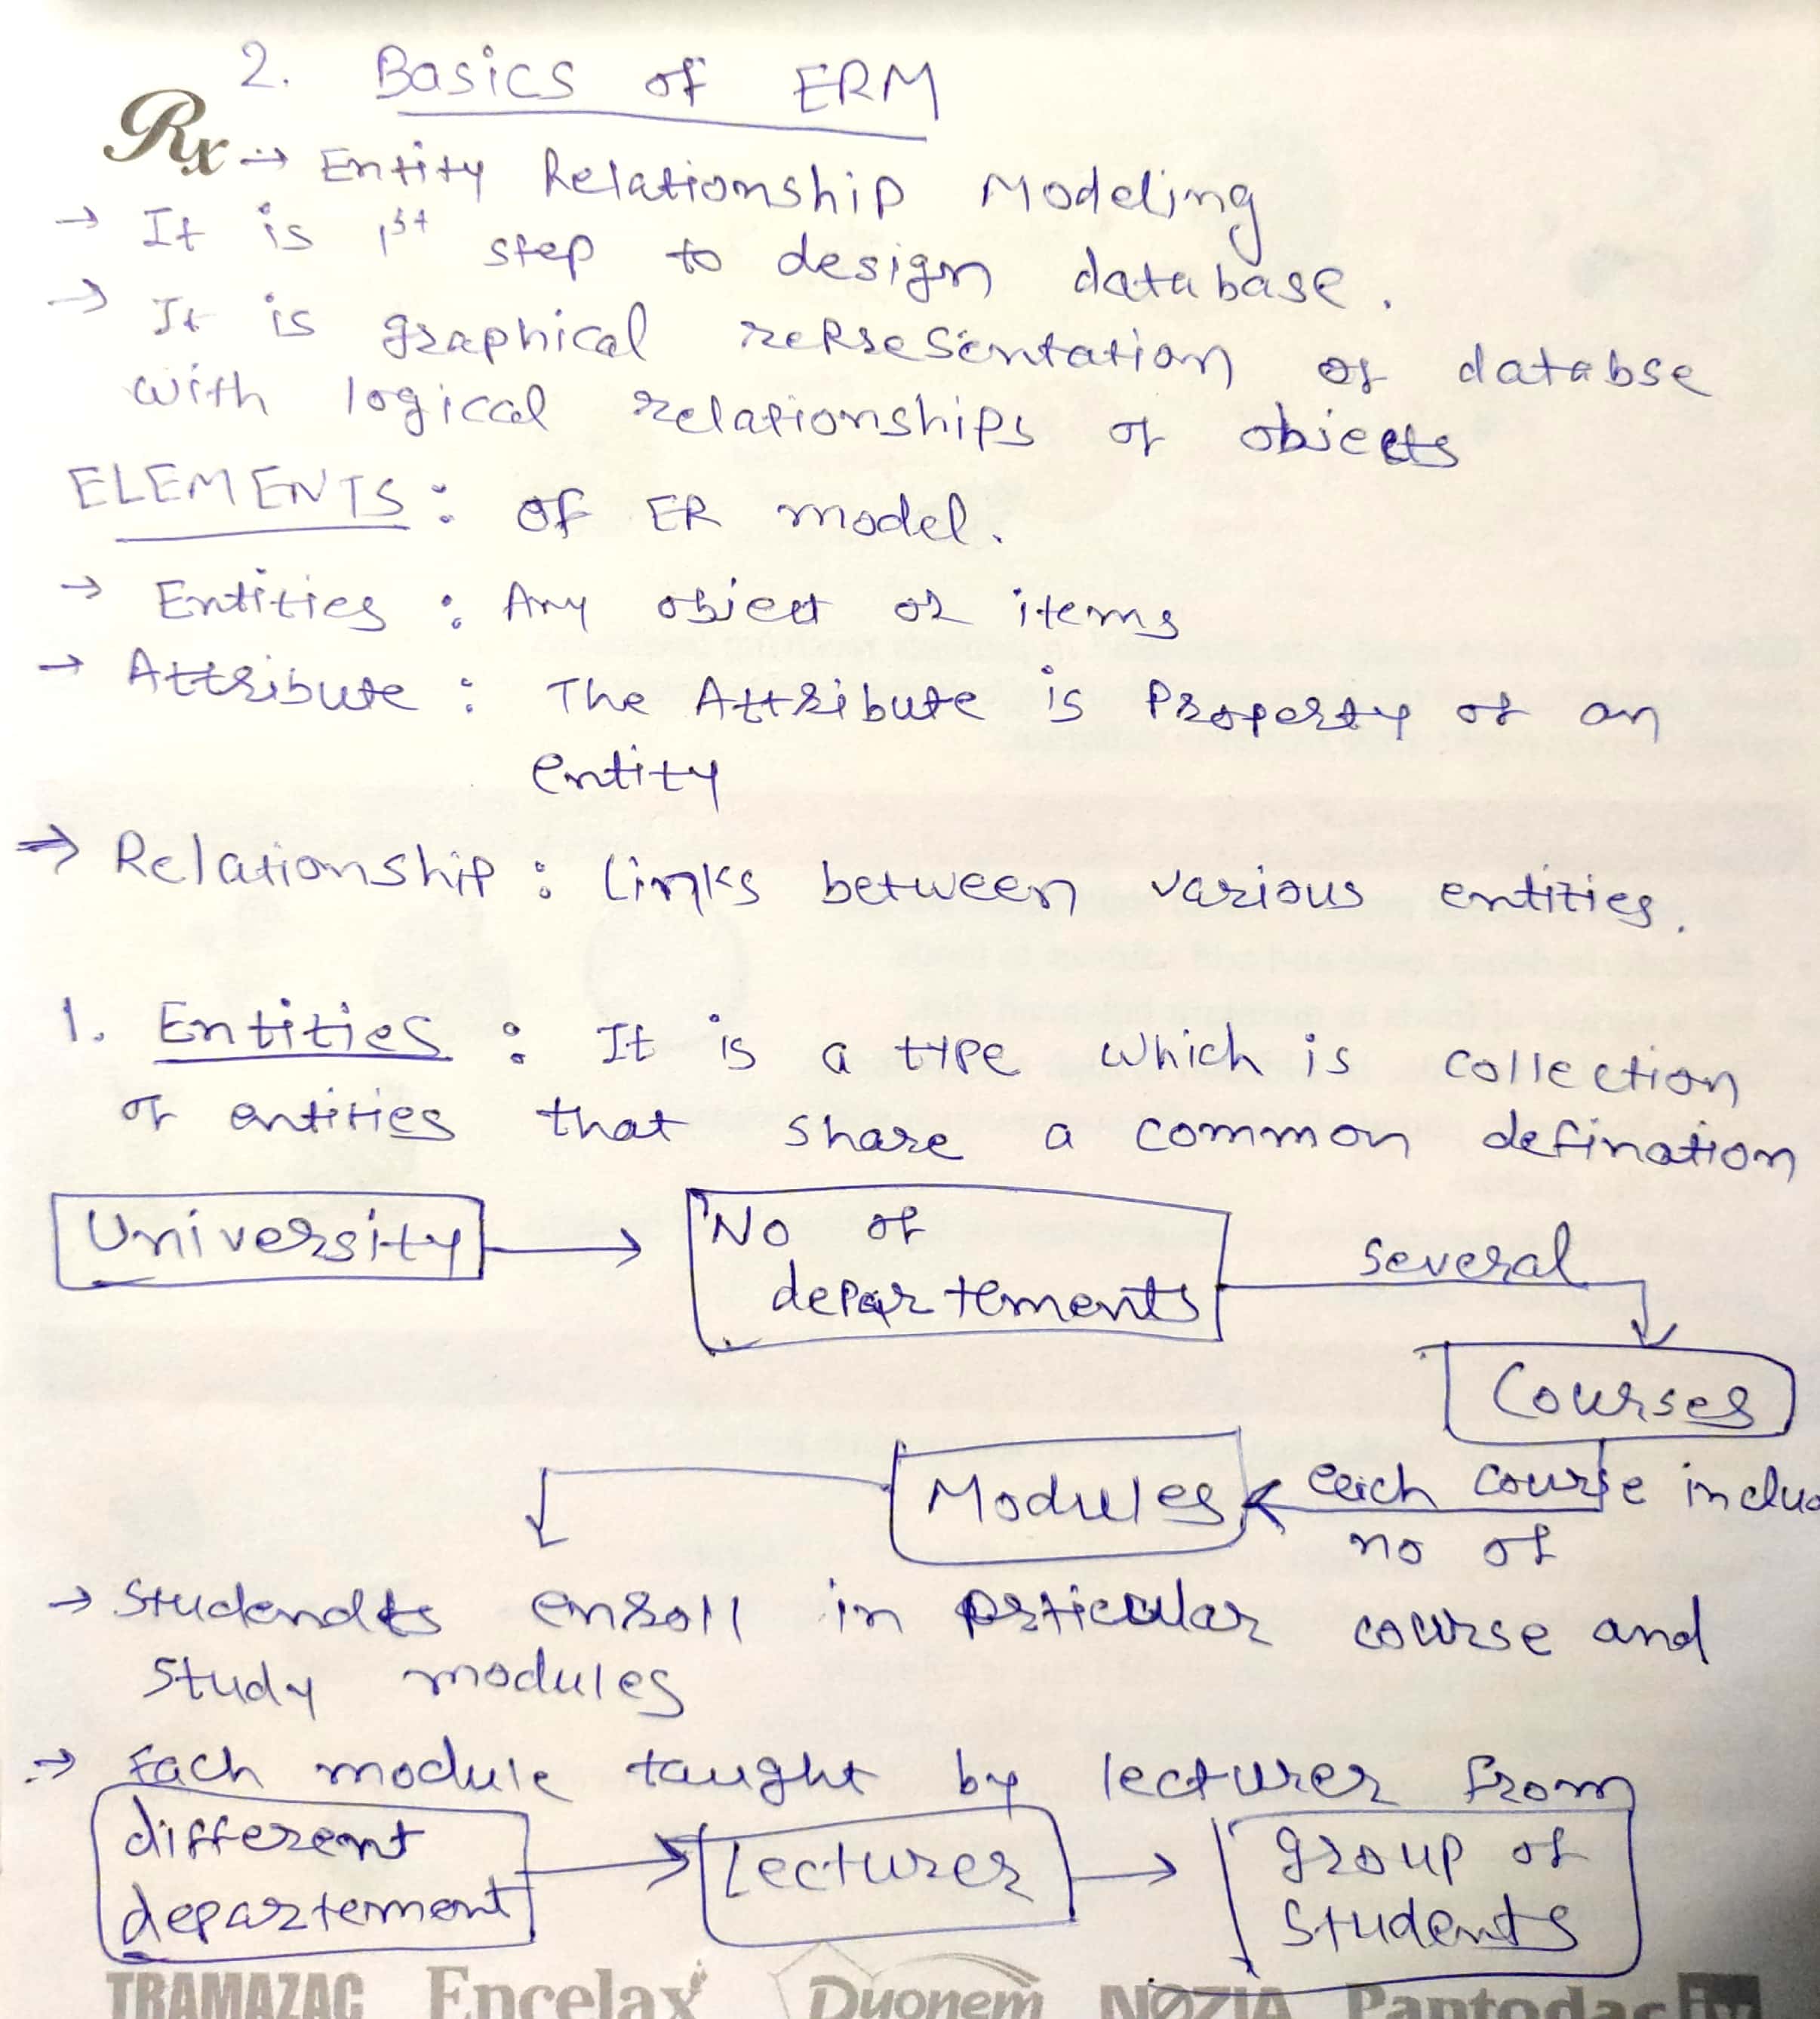 2. Basics of ERM
Rx → Entity Relationship Modeling
→ It is 1st step to design database.
→ It is graphical representation of databse
with logical relationships of objects
ELEMENTS : of ER model.
→ Entities : Any object or items
→ Attribute : The Attribute is Property of an
entity
→ Relationship : Links between various entities.
1. Entities : It is a type which is collection
of entities that share a common defination
University → No of several
departements
Courses
Modules each course includ
no of
→ Studendts enroll in prticular course and
study modules
→ Each module taught by lecturer from
different Lecturer group of
departement students
TRAMAZAC Encelax Duonem NOZIA Pantodac iv